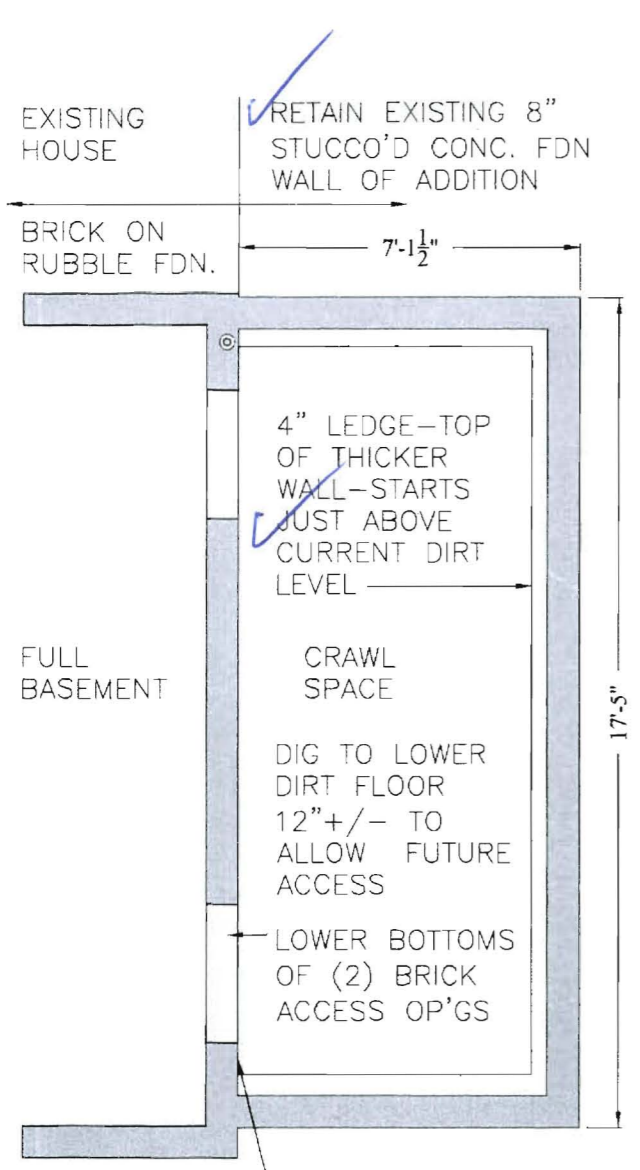 EXISTING
HOUSE
RETAIN EXISTING 8"
STUCCO'D CONC. FDN
WALL OF ADDITION
BRICK ON
RUBBLE FDN.
7'-1½"
4" LEDGE-TOP
OF THICKER
WALL-STARTS
JUST ABOVE
CURRENT DIRT
LEVEL
FULL
BASEMENT
CRAWL
SPACE
17'-5"
DIG TO LOWER
DIRT FLOOR
12"+/- TO
ALLOW FUTURE
ACCESS
LOWER BOTTOMS
OF (2) BRICK
ACCESS OP'GS